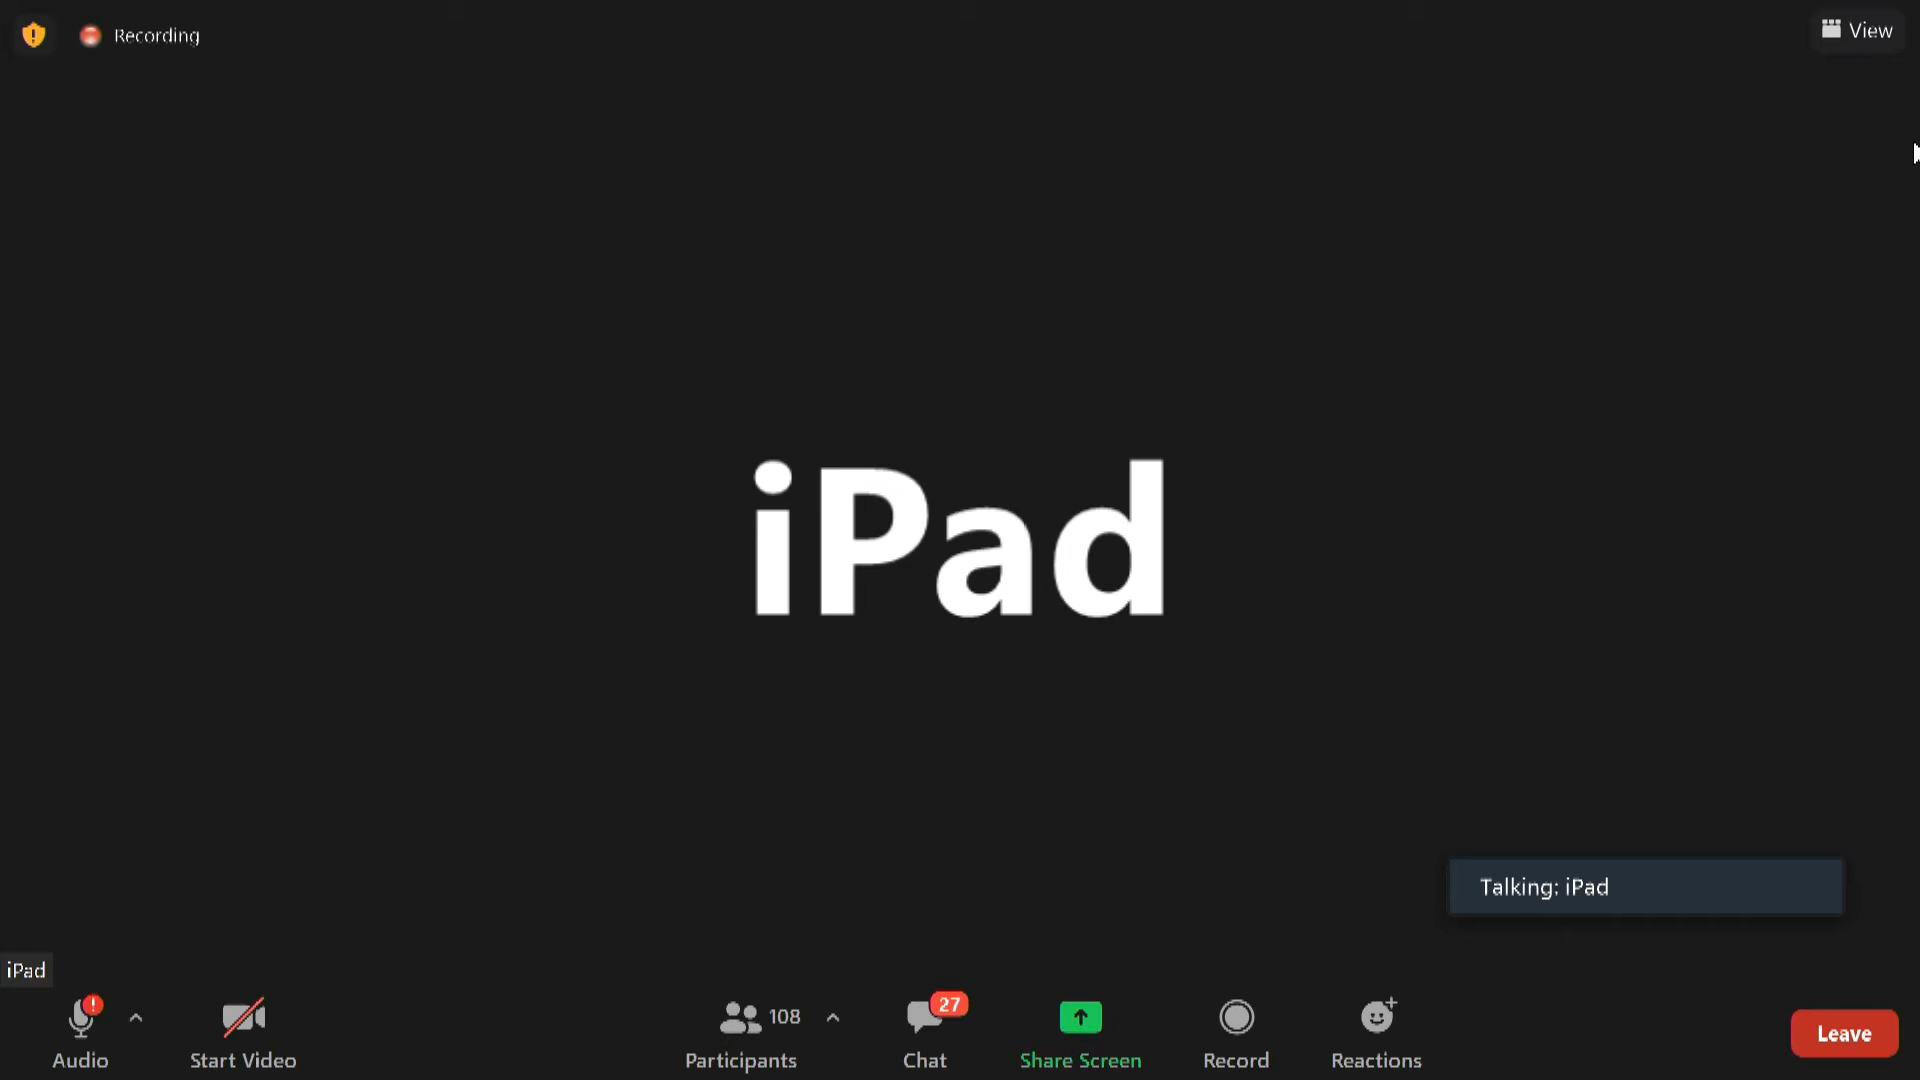 Recording
View
iPad
Talking: iPad
iPad
108
27
Audio
Start Video
Participants
Chat
Share Screen
Record
Reactions
Leave